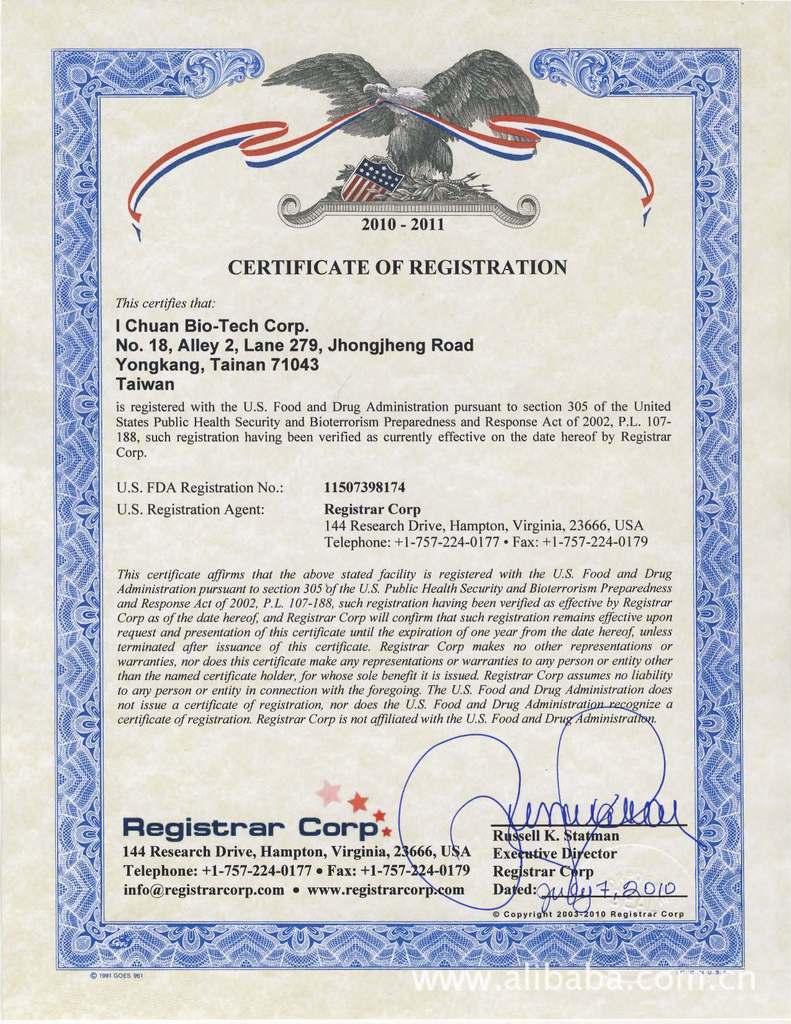 2010 - 2011
CERTIFICATE OF REGISTRATION
This certifies that:
I Chuan Bio-Tech Corp.
No. 18, Alley 2, Lane 279, Jhongjheng Road
Yongkang, Tainan 71043
Taiwan
is registered with the U.S. Food and Drug Administration pursuant to section 305 of the United
States Public Health Security and Bioterrorism Preparedness and Response Act of 2002, P.L. 107-
188, such registration having been verified as currently effective on the date hereof by Registrar
Corp.
U.S. FDA Registration No.: 11507398174
U.S. Registration Agent: Registrar Corp
144 Research Drive, Hampton, Virginia, 23666, USA
Telephone: +1-757-224-0177 • Fax: +1-757-224-0179
This certificate affirms that the above stated facility is registered with the U.S. Food and Drug
Administration pursuant to section 305 of the U.S. Public Health Security and Bioterrorism Preparedness
and Response Act of 2002, P.L. 107-188, such registration having been verified as effective by Registrar
Corp as of the date hereof, and Registrar Corp will confirm that such registration remains effective upon
request and presentation of this certificate until the expiration of one year from the date hereof, unless
terminated after issuance of this certificate. Registrar Corp makes no other representations or
warranties, nor does this certificate make any representations or warranties to any person or entity other
than the named certificate holder, for whose sole benefit it is issued. Registrar Corp assumes no liability
to any person or entity in connection with the foregoing. The U.S. Food and Drug Administration does
not issue a certificate of registration, nor does the U.S. Food and Drug Administration recognize a
certificate of registration. Registrar Corp is not affiliated with the U.S. Food and Drug Administration.
Registrar Corp
144 Research Drive, Hampton, Virginia, 23666, USA
Telephone: +1-757-224-0177 • Fax: +1-757-224-0179
info@registrarcorp.com • www.registrarcorp.com
Russell K. Statman
Executive Director
Registrar Corp
Dated: July 7, 2010
© Copyright 2003-2010 Registrar Corp
© 1991 GOES 961
www.alibaba.com.cn